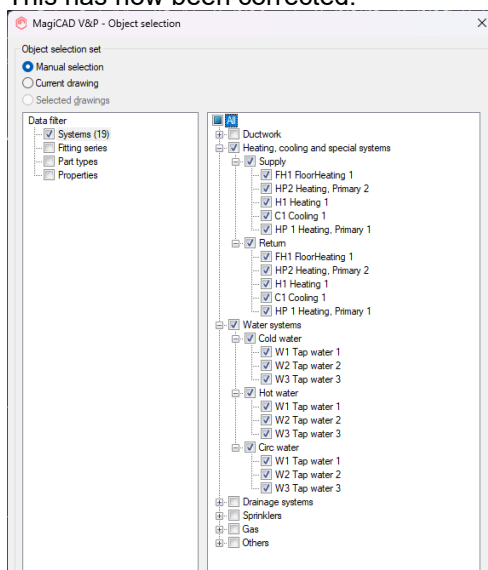 This has now been corrected.
MagiCAD V&P - Object selection
Object selection set
Manual selection
Current drawing
Selected drawings
Data filter
Systems (19)
Fitting series
Part types
Properties
All
Ductwork
Heating, cooling and special systems
Supply
FH1 FloorHeating 1
HP2 Heating, Primary 2
H1 Heating 1
C1 Cooling 1
HP 1 Heating, Primary 1
Return
FH1 FloorHeating 1
HP2 Heating, Primary 2
H1 Heating 1
C1 Cooling 1
HP 1 Heating, Primary 1
Water systems
Cold water
W1 Tap water 1
W2 Tap water 2
W3 Tap water 3
Hot water
W1 Tap water 1
W2 Tap water 2
W3 Tap water 3
Circ water
W1 Tap water 1
W2 Tap water 2
W3 Tap water 3
Drainage systems
Sprinklers
Gas
Others